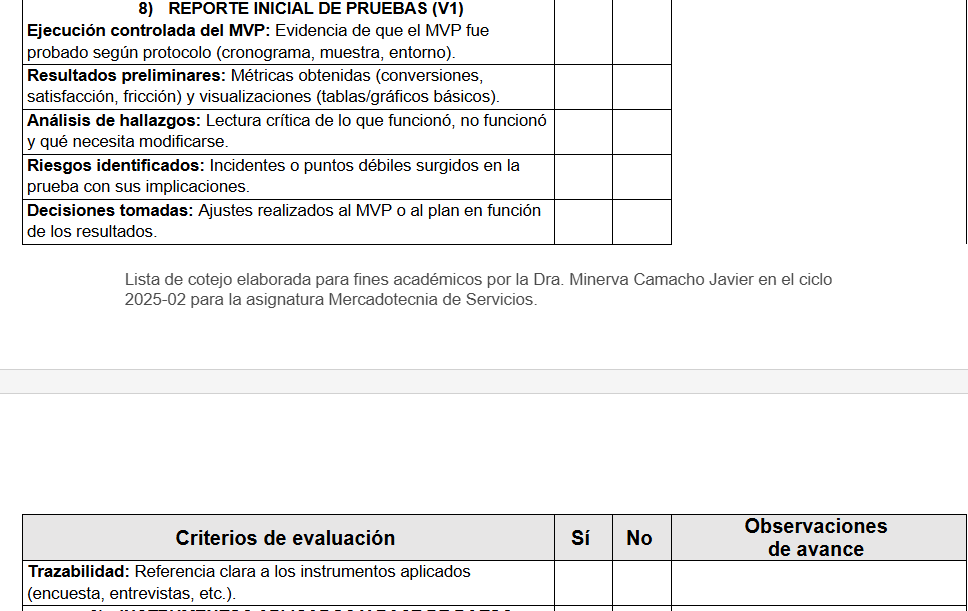 8) REPORTE INICIAL DE PRUEBAS (V1)
Ejecución controlada del MVP: Evidencia de que el MVP fue
probado según protocolo (cronograma, muestra, entorno).
Resultados preliminares: Métricas obtenidas (conversiones,
satisfacción, fricción) y visualizaciones (tablas/gráficos básicos).
Análisis de hallazgos: Lectura crítica de lo que funcionó, no funcionó
y qué necesita modificarse.
Riesgos identificados: Incidentes o puntos débiles surgidos en la
prueba con sus implicaciones.
Decisiones tomadas: Ajustes realizados al MVP o al plan en función
de los resultados.
Lista de cotejo elaborada para fines académicos por la Dra. Minerva Camacho Javier en el ciclo
2025-02 para la asignatura Mercadotecnia de Servicios.
Criterios de evaluación Sí No Observaciones
de avance
Trazabilidad: Referencia clara a los instrumentos aplicados
(encuesta, entrevistas, etc.).